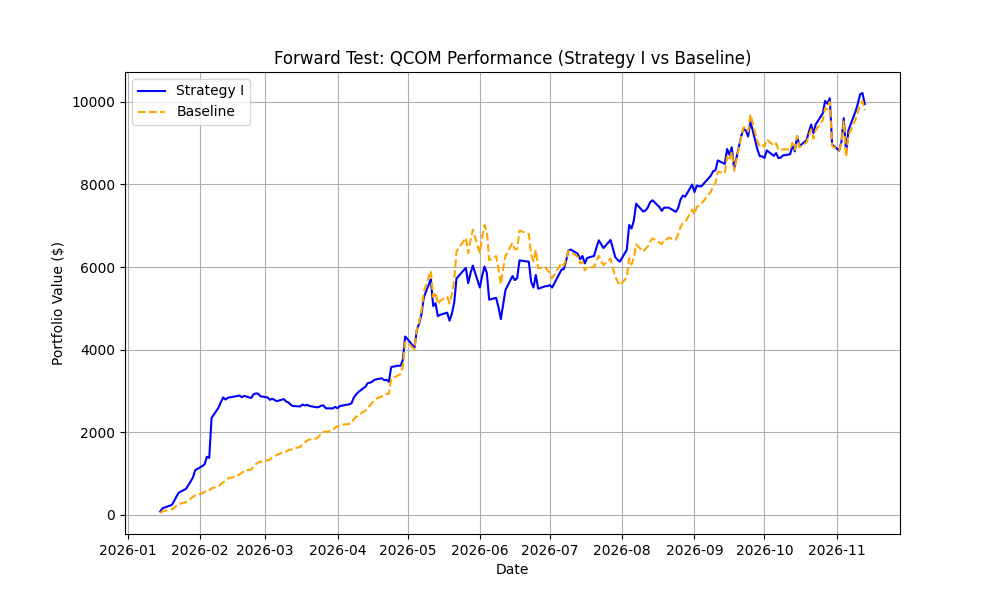 Forward Test: QCOM Performance (Strategy I vs Baseline)
Strategy I
Baseline
Portfolio Value ($)
10000
8000
6000
4000
2000
0
2026-01 2026-02 2026-03 2026-04 2026-05 2026-06 2026-07 2026-08 2026-09 2026-10 2026-11
Date